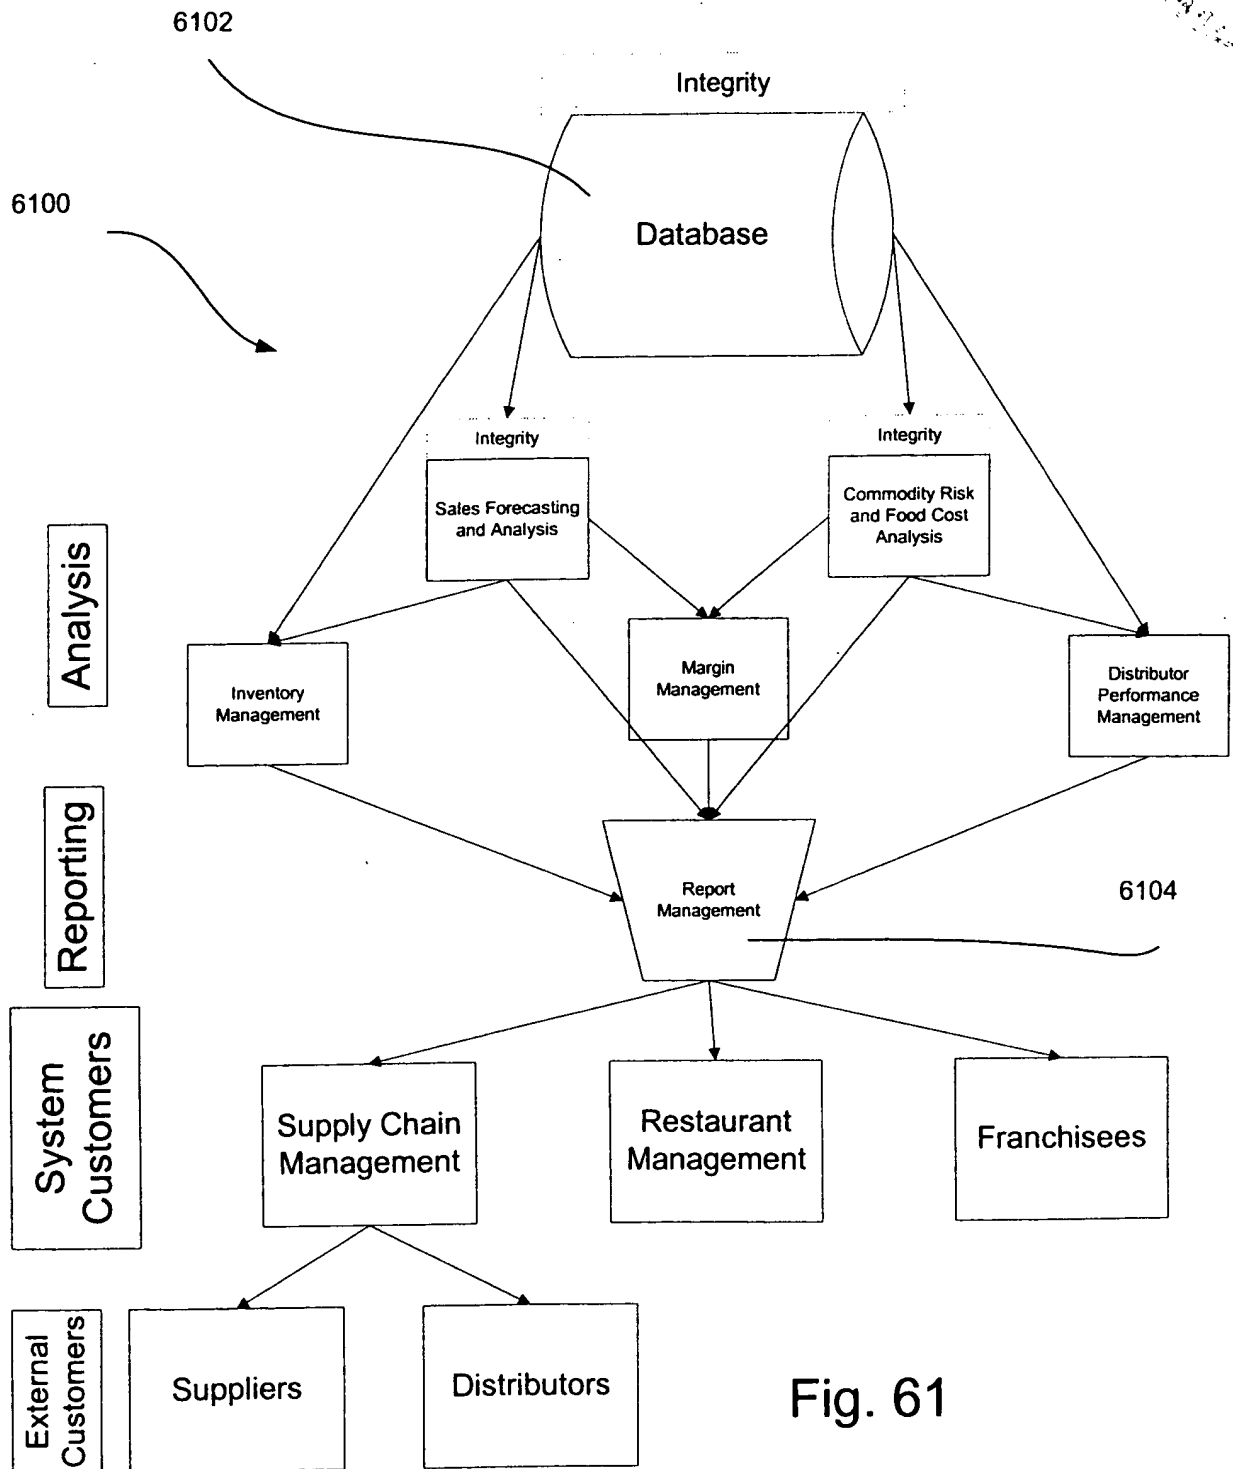 6102
Integrity
6100
Database
Integrity
Integrity
Sales Forecasting
and Analysis
Commodity Risk
and Food Cost
Analysis
Analysis
Inventory
Management
Margin
Management
Distributor
Performance
Management
Reporting
Report
Management
6104
System
Customers
Supply Chain
Management
Restaurant
Management
Franchisees
External
Customers
Suppliers
Distributors
Fig. 61